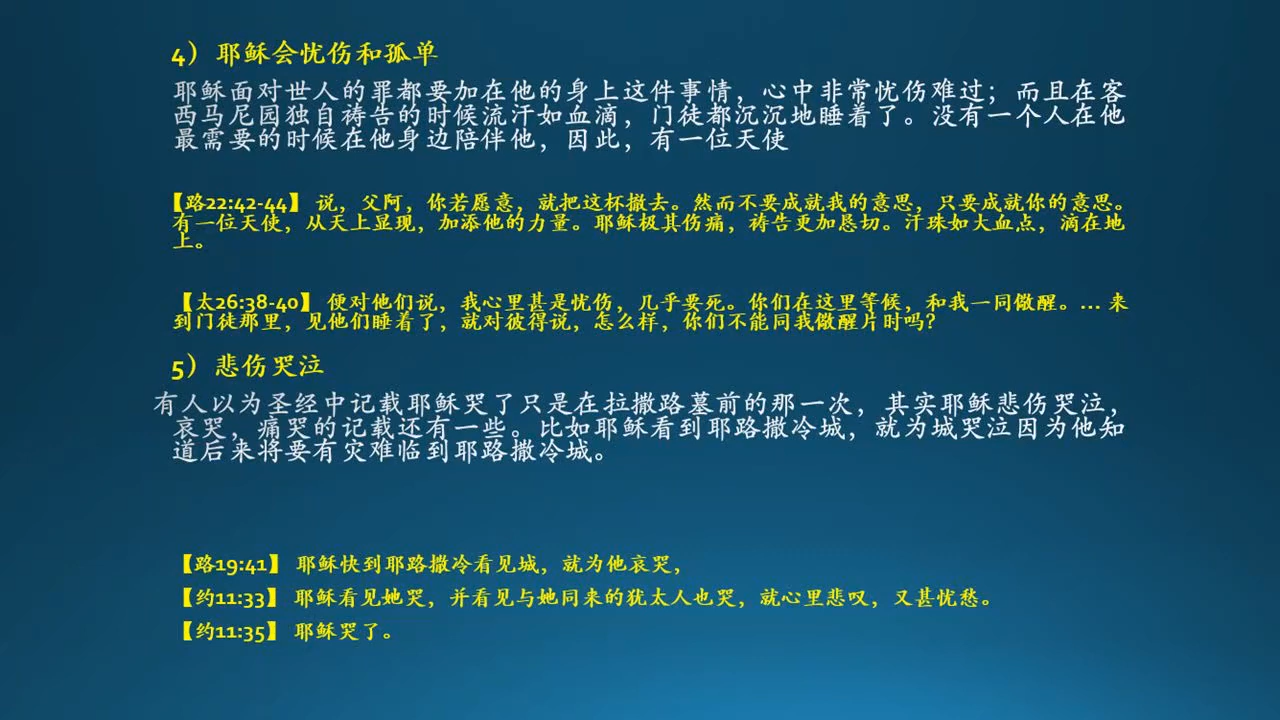 4）耶稣会忧伤和孤单
耶稣面对世人的罪都要加在他的身上这件事情，心中非常忧伤难过；而且在客
西马尼园独自祷告的时候流汗如血滴，门徒都沉沉地睡着了。没有一个人在他
最需要的时候在他身边陪伴他，因此，有一位天使
【路22:42-44】 说，父阿，你若愿意，就把这杯撤去。然而不要成就我的意思，只要成就你的意思。
有一位天使，从天上显现，加添他的力量。耶稣极其伤痛，祷告更加恳切。汗珠如大血点，滴在地
上。
【太26:38-40】 便对他们说，我心里甚是忧伤，几乎要死。你们在这里等候，和我一同儆醒。... 来
到门徒那里，见他们睡着了，就对彼得说，怎么样，你们不能同我儆醒片时吗？
5）悲伤哭泣
有人以为圣经中记载耶稣哭了只是在拉撒路墓前的那一次，其实耶稣悲伤哭泣，
哀哭，痛哭的记载还有一些。比如耶稣看到耶路撒冷城，就为城哭泣因为他知
道后来将要有灾难临到耶路撒冷城。
【路19:41】 耶稣快到耶路撒冷看见城，就为他哀哭，
【约11:33】 耶稣看见她哭，并看见与她同来的犹太人也哭，就心里悲叹，又甚忧愁。
【约11:35】 耶稣哭了。